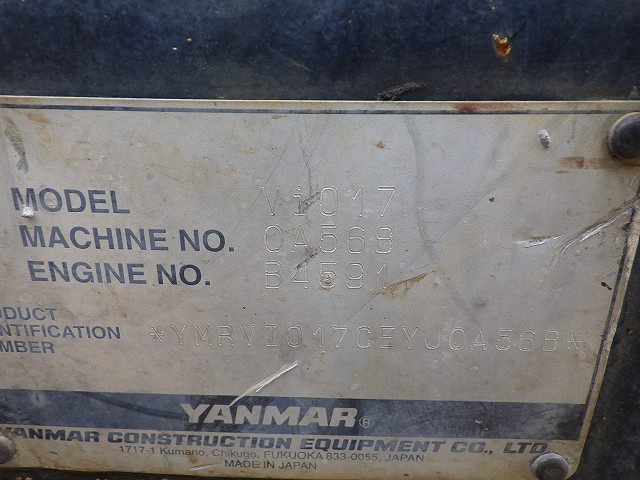 MODEL ViO17
MACHINE NO. OA568
ENGINE NO. B4591
PRODUCT
IDENTIFICATION
NUMBER *YMRVIO17CEYJOA568*
YANMAR®
YANMAR CONSTRUCTION EQUIPMENT CO., LTD.
1717-1 Kumano, Chikugo, FUKUOKA 833-0055, JAPAN
MADE IN JAPAN